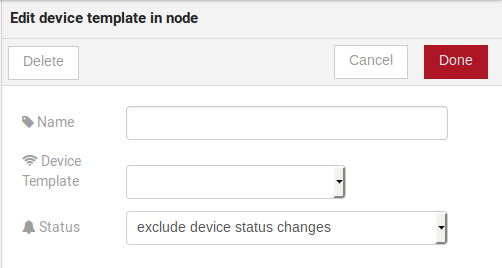 Edit device template in node
Delete
Cancel
Done
Name
Device
Template
Status
exclude device status changes